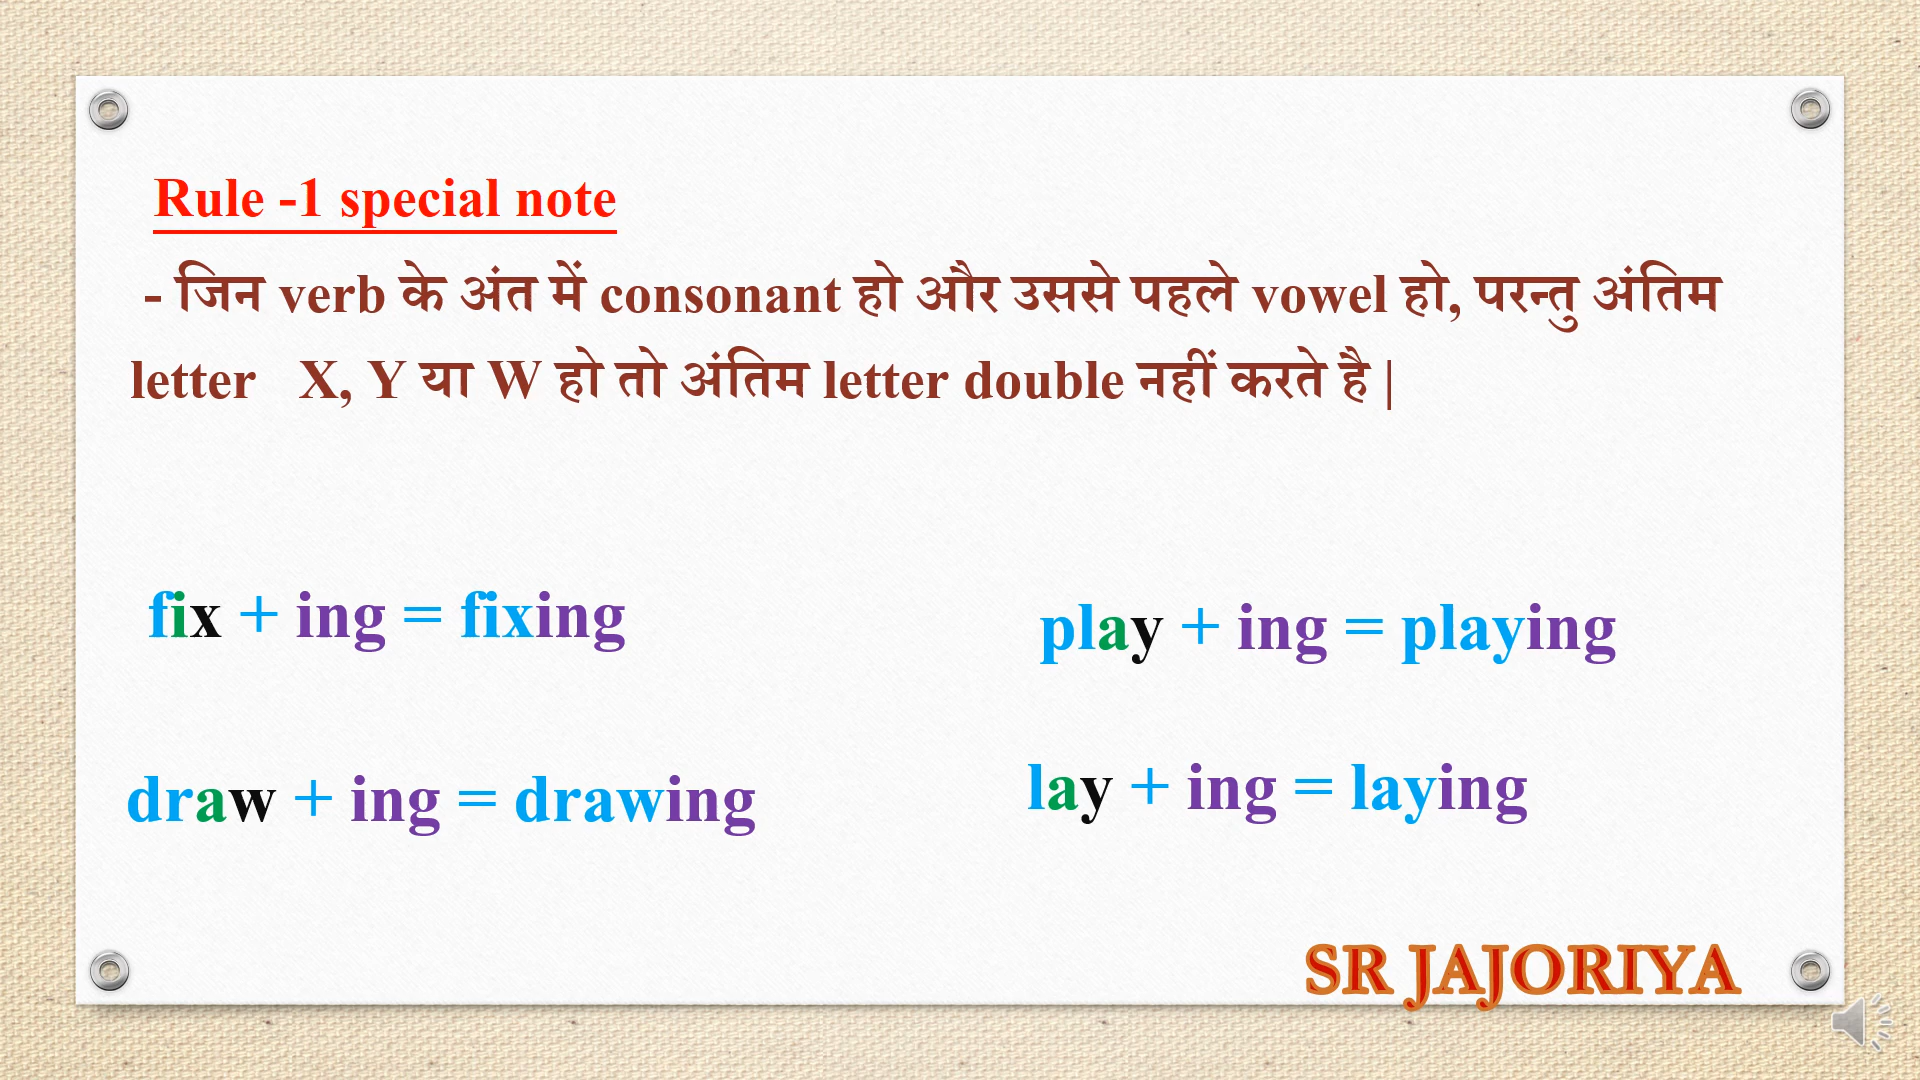 Rule -1 special note
- जिन verb के अंत में consonant हो और उससे पहले vowel हो, परन्तु अंतिम
letter X, Y या W हो तो अंतिम letter double नहीं करते है |
fix + ing = fixing
play + ing = playing
draw + ing = drawing
lay + ing = laying
SR JAJORIYA